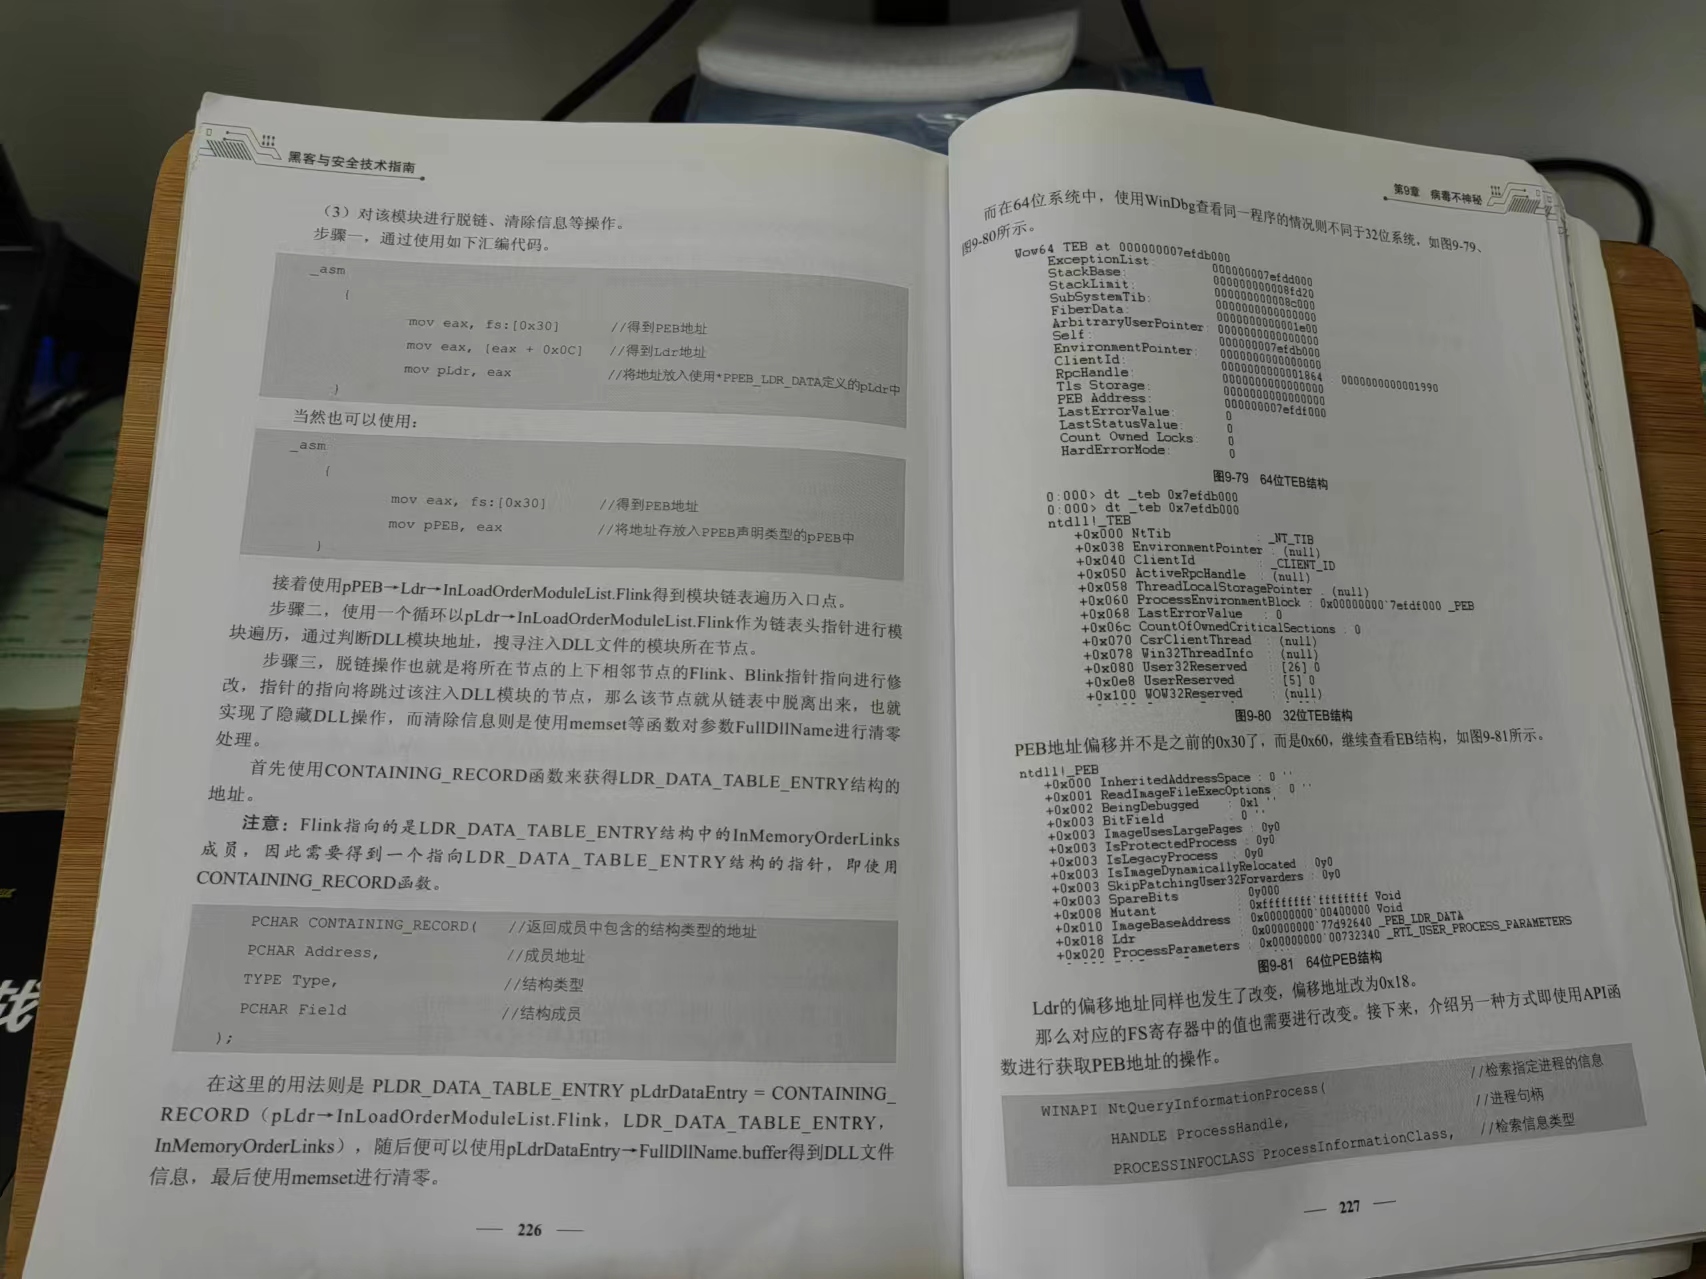 黑客与安全技术指南
（3）对该模块进行脱链、清除信息等操作。
步骤一，通过使用如下汇编代码。
_asm
{
mov eax, fs:[0x30] //得到PEB地址
mov eax, [eax + 0x0C] //得到Ldr地址
mov pLdr, eax //将地址放入使用*PPEB_LDR_DATA定义的pLdr中
}
当然也可以使用：
_asm
{
mov eax, fs:[0x30] //得到PEB地址
mov pPEB, eax //将地址存放入PPEB声明类型的pPEB中
}
接着使用pPEB→Ldr→InLoadOrderModuleList.Flink得到模块链表遍历入口点。
步骤二，使用一个循环以pLdr→InLoadOrderModuleList.Flink作为链表头指针进行模
块遍历，通过判断DLL模块地址，搜寻注入DLL文件的模块所在节点。
步骤三，脱链操作也就是将所在节点的上下相邻节点的Flink、Blink指针指向进行修
改，指针的指向将跳过该注入DLL模块的节点，那么该节点就从链表中脱离出来，也就
实现了隐藏DLL操作，而清除信息则是使用memset等函数对参数FullDllName进行清零
处理。
首先使用CONTAINING_RECORD函数来获得LDR_DATA_TABLE_ENTRY结构的
地址。
注意：Flink指向的是LDR_DATA_TABLE_ENTRY结构中的InMemoryOrderLinks
成员，因此需要得到一个指向LDR_DATA_TABLE_ENTRY结构的指针，即使用
CONTAINING_RECORD函数。
PCHAR CONTAINING_RECORD( //返回成员中包含的结构类型的地址
PCHAR Address, //成员地址
TYPE Type, //结构类型
PCHAR Field //结构成员
);
在这里的用法则是 PLDR_DATA_TABLE_ENTRY pLdrDataEntry = CONTAINING_
RECORD（pLdr→InLoadOrderModuleList.Flink，LDR_DATA_TABLE_ENTRY，
InMemoryOrderLinks），随后便可以使用pLdrDataEntry→FullDllName.buffer得到DLL文件
信息，最后使用memset进行清零。
226
第9章 病毒不神秘
而在64位系统中，使用WinDbg查看同一程序的情况则不同于32位系统，如图9-79、
图9-80所示。
Wow64 TEB at 000000007efdb000
ExceptionList: 000000007efdd000
StackBase: 000000000008fd20
StackLimit: 000000000008c000
SubSystemTib: 0000000000000000
FiberData: 0000000000001e00
ArbitraryUserPointer: 0000000000000000
Self: 000000007efdb000
EnvironmentPointer: 0000000000000000
ClientId: 0000000000001864 : 0000000000001990
RpcHandle: 0000000000000000
Tls Storage: 0000000000000000
PEB Address: 000000007efdf000
LastErrorValue: 0
LastStatusValue: 0
Count Owned Locks: 0
HardErrorMode: 0
图9-79 64位TEB结构
0:000> dt _teb 0x7efdb000
0:000> dt _teb 0x7efdb000
ntdll!_TEB
+0x000 NtTib : _NT_TIB
+0x038 EnvironmentPointer : (null)
+0x040 ClientId : _CLIENT_ID
+0x050 ActiveRpcHandle : (null)
+0x058 ThreadLocalStoragePointer : (null)
+0x060 ProcessEnvironmentBlock : 0x00000000`7efdf000 _PEB
+0x068 LastErrorValue : 0
+0x06c CountOfOwnedCriticalSections : 0
+0x070 CsrClientThread : (null)
+0x078 Win32ThreadInfo : (null)
+0x080 User32Reserved : [26] 0
+0x0e8 UserReserved : [5] 0
+0x100 WOW32Reserved : (null)
图9-80 32位TEB结构
PEB地址偏移并不是之前的0x30了，而是0x60，继续查看EB结构，如图9-81所示。
ntdll!_PEB
+0x000 InheritedAddressSpace : 0 ''
+0x001 ReadImageFileExecOptions : 0 ''
+0x002 BeingDebugged : 0x1 ''
+0x003 BitField : 0 ''
+0x003 ImageUsesLargePages : 0y0
+0x003 IsProtectedProcess : 0y0
+0x003 IsLegacyProcess : 0y0
+0x003 IsImageDynamicallyRelocated : 0y0
+0x003 SkipPatchingUser32Forwarders : 0y0
+0x003 SpareBits : 0y000
+0x008 Mutant : 0xffffffff`ffffffff Void
+0x010 ImageBaseAddress : 0x00000000`00400000 Void
+0x018 Ldr : 0x00000000`77d92640 _PEB_LDR_DATA
+0x020 ProcessParameters : 0x00000000`00732340 _RTL_USER_PROCESS_PARAMETERS
图9-81 64位PEB结构
Ldr的偏移地址同样也发生了改变，偏移地址改为0x18。
那么对应的FS寄存器中的值也需要进行改变。接下来，介绍另一种方式即使用API函
数进行获取PEB地址的操作。
WINAPI NtQueryInformationProcess( //检索指定进程的信息
HANDLE ProcessHandle, //进程句柄
PROCESSINFOCLASS ProcessInformationClass, //检索信息类型
227